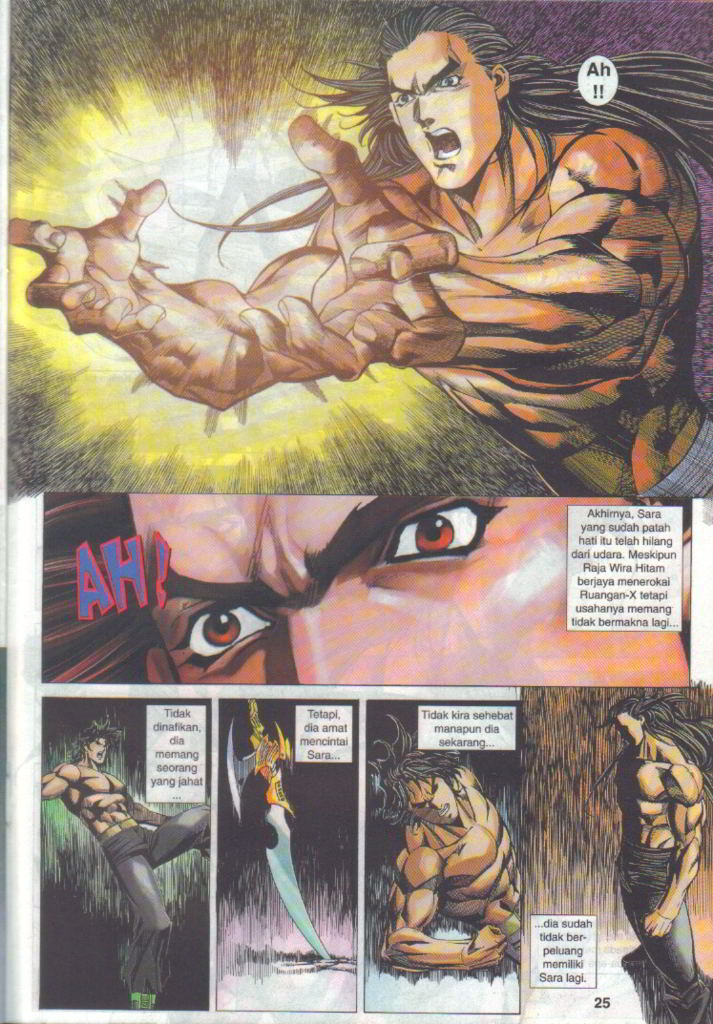 Ah
!!
AH!
Akhirnya, Sara
yang sudah patah
hati itu telah hilang
dari udara. Meskipun
Raja Wira Hitam
berjaya menerokai
Ruangan-X tetapi
usahanya memang
tidak bermakna lagi...
Tidak
dinafikan,
dia
memang
seorang
yang jahat
...
Tetapi,
dia amat
mencintai
Sara...
Tidak kira sehebat
manapun dia
sekarang...
...dia sudah
tidak ber-
peluang
memiliki
Sara lagi.
25